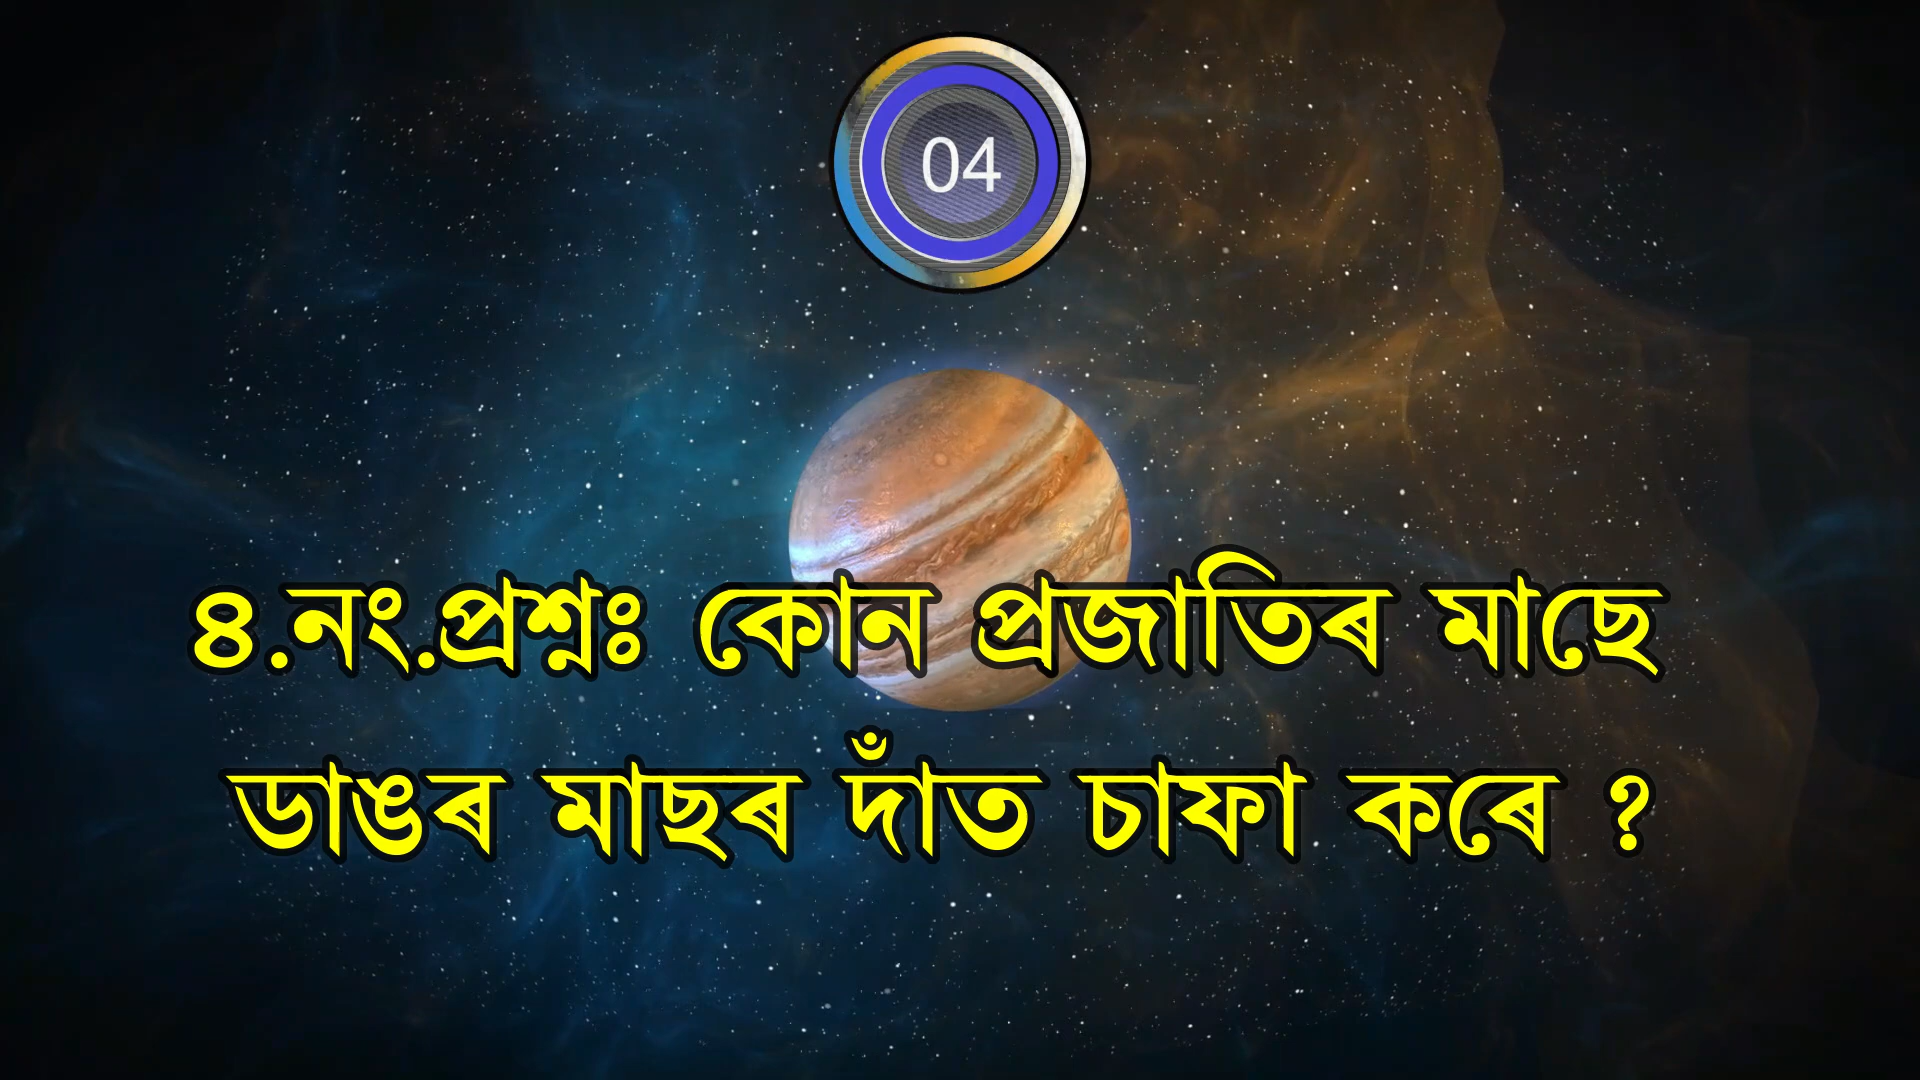 04
৪.নং.প্ৰশ্নঃ কোন প্ৰজাতিৰ মাছে
ডাঙৰ মাছৰ দাঁত চাফা কৰে ?